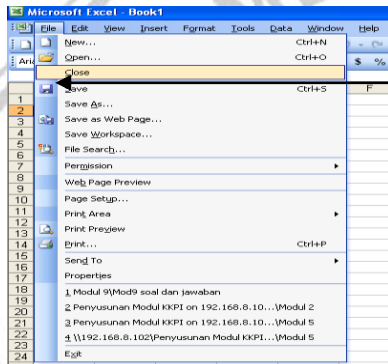 Microsoft Excel - Book1
File Edit View Insert Format Tools Data Window Help
New... Ctrl+N
Open... Ctrl+O
Close
Save Ctrl+S
Save As...
Save as Web Page...
Save Workspace...
File Search...
Permission
Web Page Preview
Page Setup...
Print Area
Print Preview
Print... Ctrl+P
Send To
Properties
1 Modul 9\Mod9 soal dan jawaban
2 Penyusunan Modul KKPI on 192.168.8.10...\Modul 2
3 Penyusunan Modul KKPI on 192.168.8.10...\Modul 5
4 \\192.168.8.102\Penyusunan Modul KKPI...\Modul 5
Exit
$ %
F
1
2
3
4
5
6
7
8
9
10
11
12
13
14
15
16
17
18
19
20
21
22
23
24